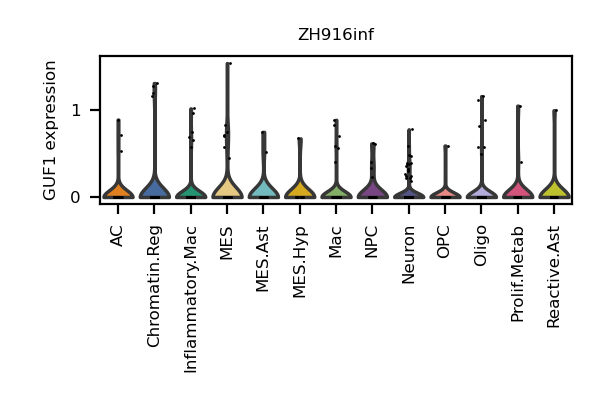 ZH916inf
GUF1 expression
1
0
AC
Chromatin.Reg
Inflammatory.Mac
MES
MES.Ast
MES.Hyp
Mac
NPC
Neuron
OPC
Oligo
Prolif.Metab
Reactive.Ast